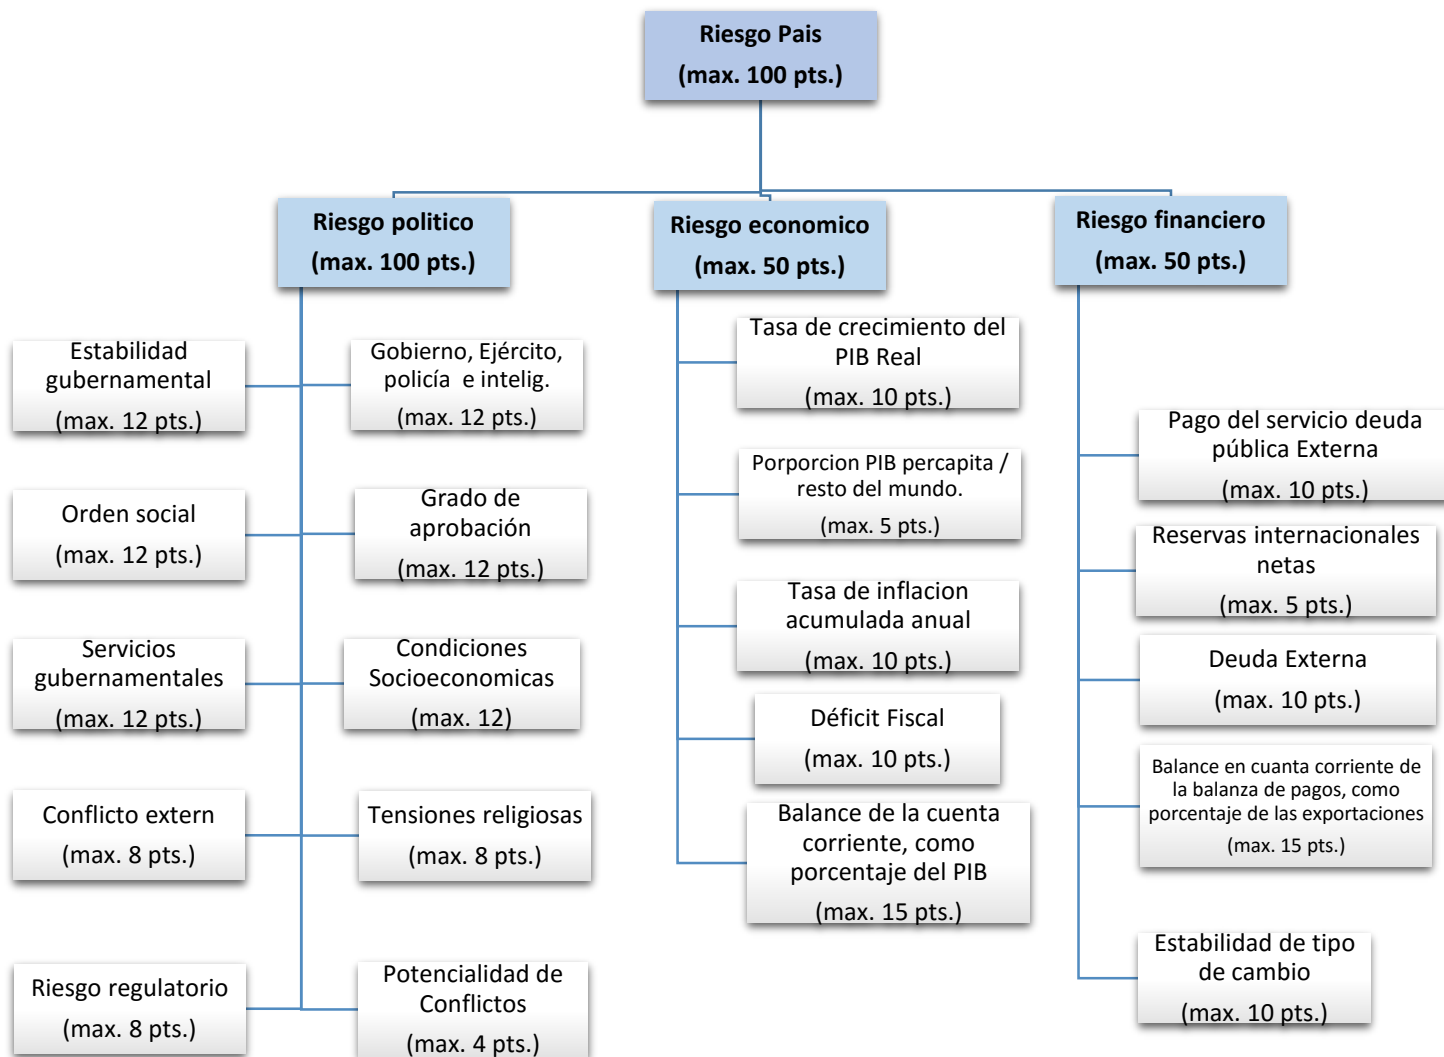 Riesgo Pais
(max. 100 pts.)
Riesgo politico
(max. 100 pts.)
Riesgo economico
(max. 50 pts.)
Riesgo financiero
(max. 50 pts.)
Estabilidad
gubernamental
(max. 12 pts.)
Gobierno, Ejército,
policía e intelig.
(max. 12 pts.)
Orden social
(max. 12 pts.)
Grado de
aprobación
(max. 12 pts.)
Servicios
gubernamentales
(max. 12 pts.)
Condiciones
Socioeconomicas
(max. 12)
Conflicto extern
(max. 8 pts.)
Tensiones religiosas
(max. 8 pts.)
Riesgo regulatorio
(max. 8 pts.)
Potencialidad de
Conflictos
(max. 4 pts.)
Tasa de crecimiento del
PIB Real
(max. 10 pts.)
Porporcion PIB percapita /
resto del mundo.
(max. 5 pts.)
Tasa de inflacion
acumulada anual
(max. 10 pts.)
Déficit Fiscal
(max. 10 pts.)
Balance de la cuenta
corriente, como
porcentaje del PIB
(max. 15 pts.)
Pago del servicio deuda
pública Externa
(max. 10 pts.)
Reservas internacionales
netas
(max. 5 pts.)
Deuda Externa
(max. 10 pts.)
Balance en cuanta corriente de
la balanza de pagos, como
porcentaje de las exportaciones
(max. 15 pts.)
Estabilidad de tipo
de cambio
(max. 10 pts.)